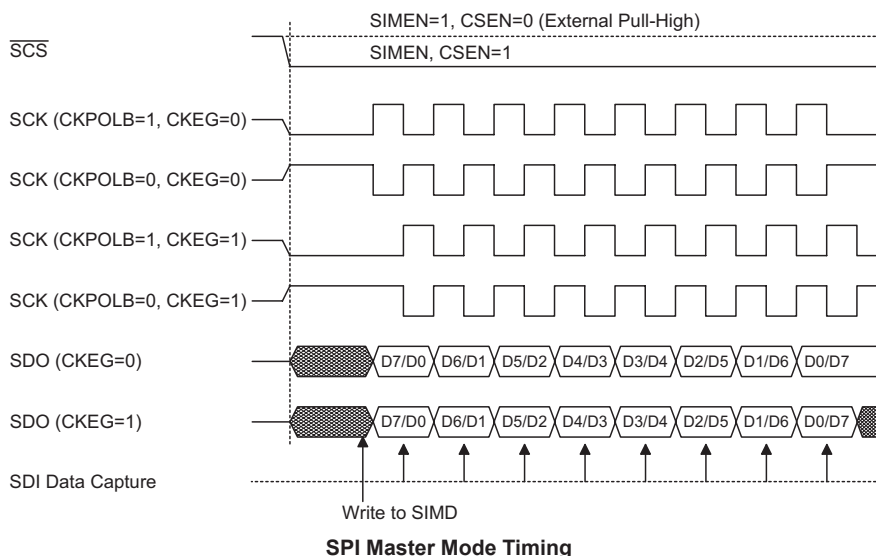 SIMEN=1, CSEN=0 (External Pull-High)
SCS
SIMEN, CSEN=1
SCK (CKPOLB=1, CKEG=0)
SCK (CKPOLB=0, CKEG=0)
SCK (CKPOLB=1, CKEG=1)
SCK (CKPOLB=0, CKEG=1)
SDO (CKEG=0) D7/D0 D6/D1 D5/D2 D4/D3 D3/D4 D2/D5 D1/D6 D0/D7
SDO (CKEG=1) D7/D0 D6/D1 D5/D2 D4/D3 D3/D4 D2/D5 D1/D6 D0/D7
SDI Data Capture
Write to SIMD
SPI Master Mode Timing